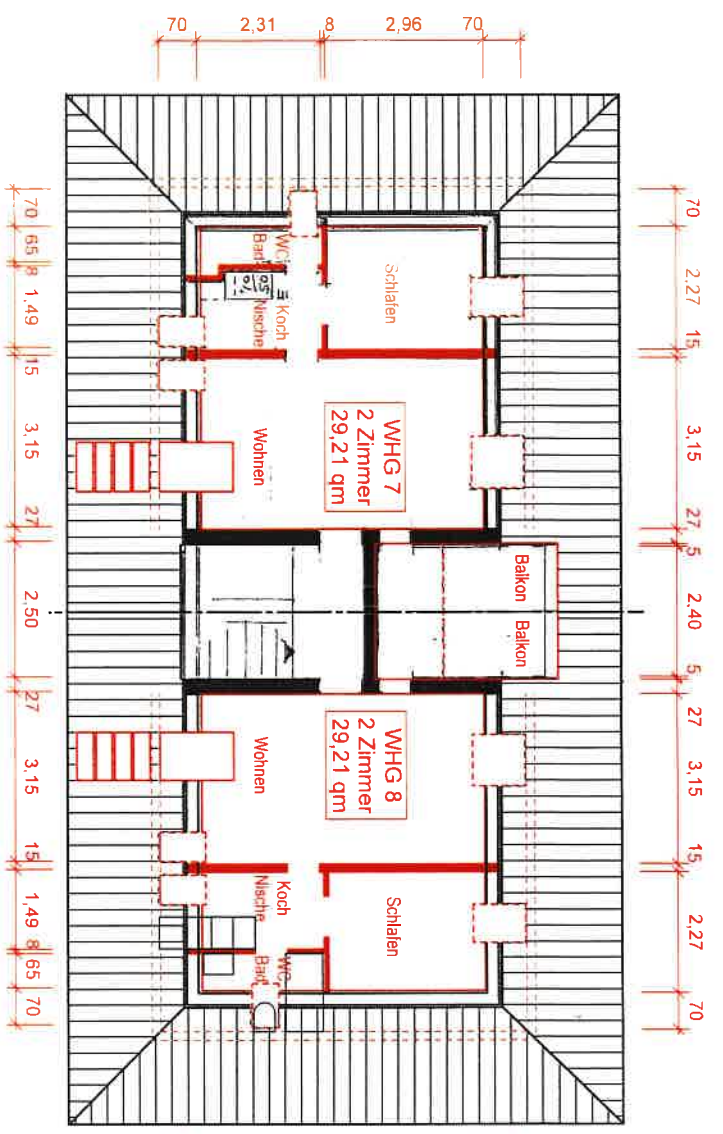 70 2,31 8 2,96 70
70 2,27 15 3,15 27 5 2,40 5 27 3,15 15 2,27 70
Schlafen
WC
Bad
Koch
Nische
WHG 7
2 Zimmer
29,21 qm
Wohnen
Balkon Balkon
WHG 8
2 Zimmer
29,21 qm
Wohnen
Schlafen
Koch
Nische
WC
Bad
70 65 8 1,49 15 3,15 27 2,50 27 3,15 15 1,49 8 65 70